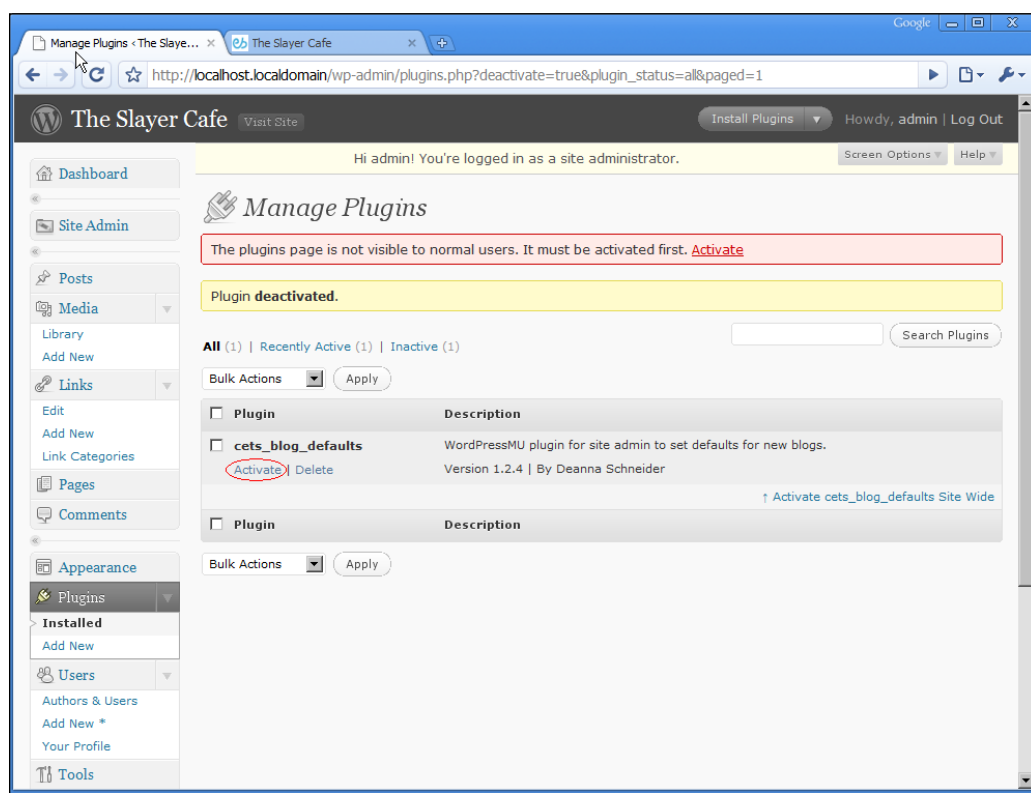 Google
Manage Plugins ‹ The Slaye...
The Slayer Cafe
http://localhost.localdomain/wp-admin/plugins.php?deactivate=true&plugin_status=all&paged=1
The Slayer Cafe Visit Site
Install Plugins Howdy, admin | Log Out
Hi admin! You're logged in as a site administrator.
Screen Options Help
Dashboard
Site Admin
Posts
Media
Library
Add New
Links
Edit
Add New
Link Categories
Pages
Comments
Appearance
Plugins
Installed
Add New
Users
Authors & Users
Add New *
Your Profile
Tools
Manage Plugins
The plugins page is not visible to normal users. It must be activated first. Activate
Plugin deactivated.
All (1) | Recently Active (1) | Inactive (1)
Search Plugins
Bulk Actions Apply
Plugin Description
cets_blog_defaults WordPressMU plugin for site admin to set defaults for new blogs.
Activate | Delete Version 1.2.4 | By Deanna Schneider
↑ Activate cets_blog_defaults Site Wide
Plugin Description
Bulk Actions Apply